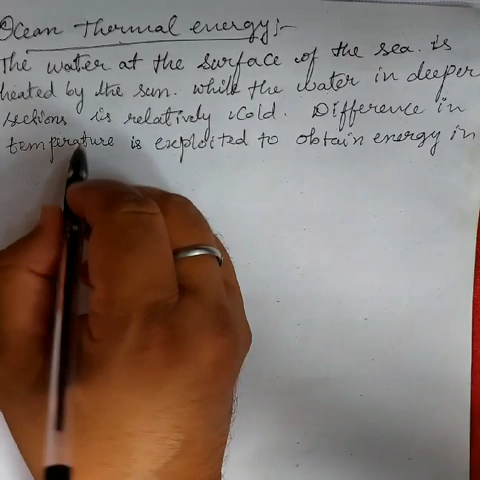 Ocean Thermal energy:-
The water at the surface of the sea. is
heated by the sun. while the water in deeper
sections is relatively cold. Difference in
temperature is exploited to obtain energy in